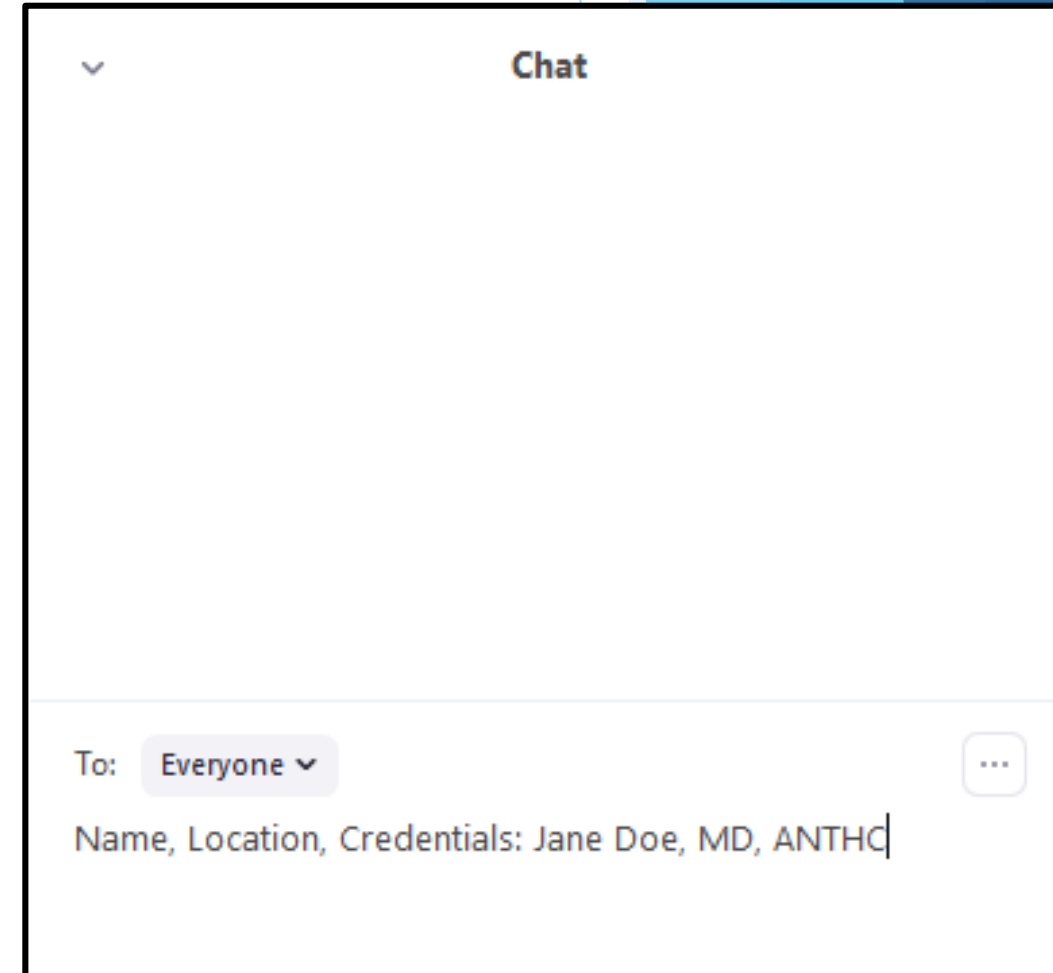 Chat
To: Everyone
Name, Location, Credentials: Jane Doe, MD, ANTHC